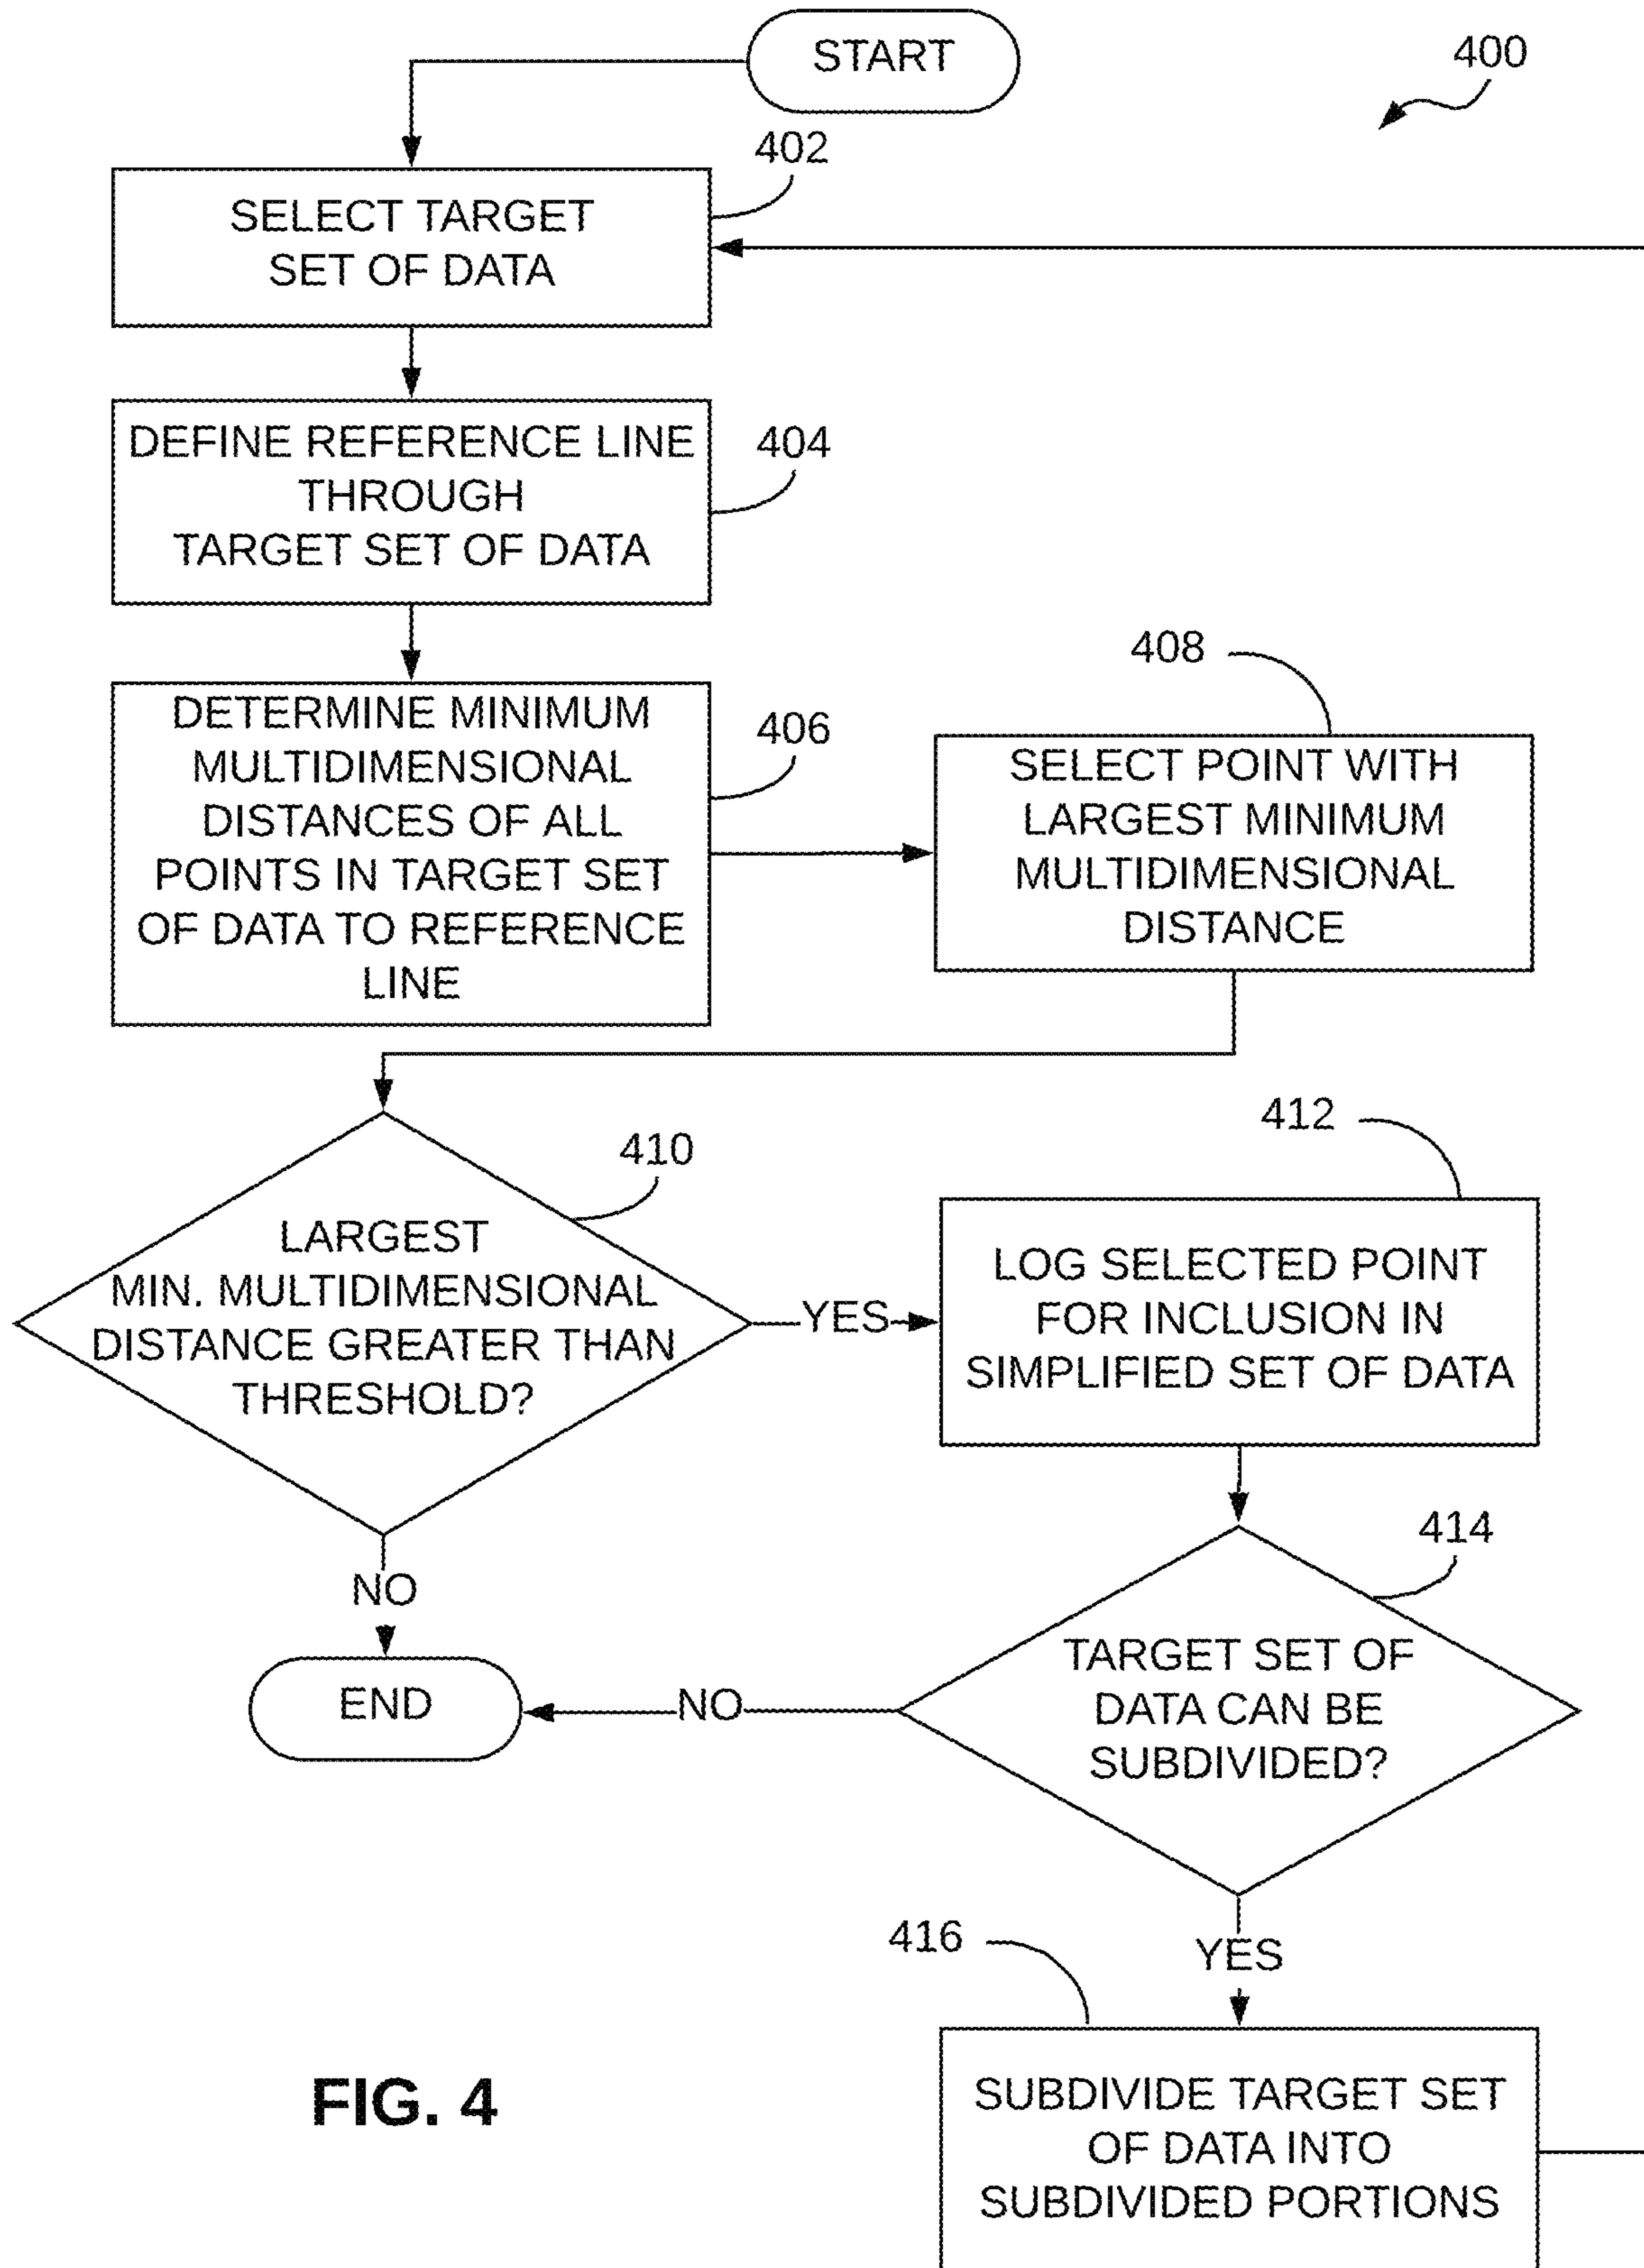 START
400
402
SELECT TARGET
SET OF DATA
DEFINE REFERENCE LINE
THROUGH
TARGET SET OF DATA
404
DETERMINE MINIMUM
MULTIDIMENSIONAL
DISTANCES OF ALL
POINTS IN TARGET SET
OF DATA TO REFERENCE
LINE
406
408
SELECT POINT WITH
LARGEST MINIMUM
MULTIDIMENSIONAL
DISTANCE
410
LARGEST
MIN. MULTIDIMENSIONAL
DISTANCE GREATER THAN
THRESHOLD?
YES
412
LOG SELECTED POINT
FOR INCLUSION IN
SIMPLIFIED SET OF DATA
NO
END
NO
414
TARGET SET OF
DATA CAN BE
SUBDIVIDED?
YES
416
SUBDIVIDE TARGET SET
OF DATA INTO
SUBDIVIDED PORTIONS
FIG. 4